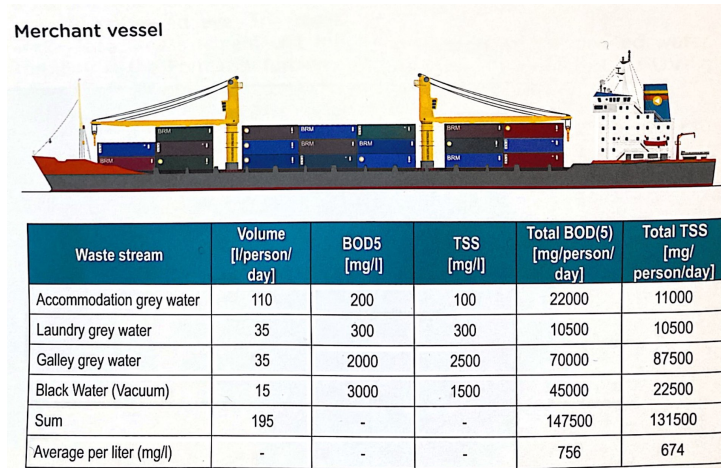 Merchant vessel
BRM BRM BRM BRM
BRM BRM
BRM BRM
Waste stream Volume [l/person/ day] BOD5 [mg/l] TSS [mg/l] Total BOD(5) [mg/person/ day] Total TSS [mg/ person/day]
Accommodation grey water 110 200 100 22000 11000
Laundry grey water 35 300 300 10500 10500
Galley grey water 35 2000 2500 70000 87500
Black Water (Vacuum) 15 3000 1500 45000 22500
Sum 195 - - 147500 131500
Average per liter (mg/l) - - - 756 674